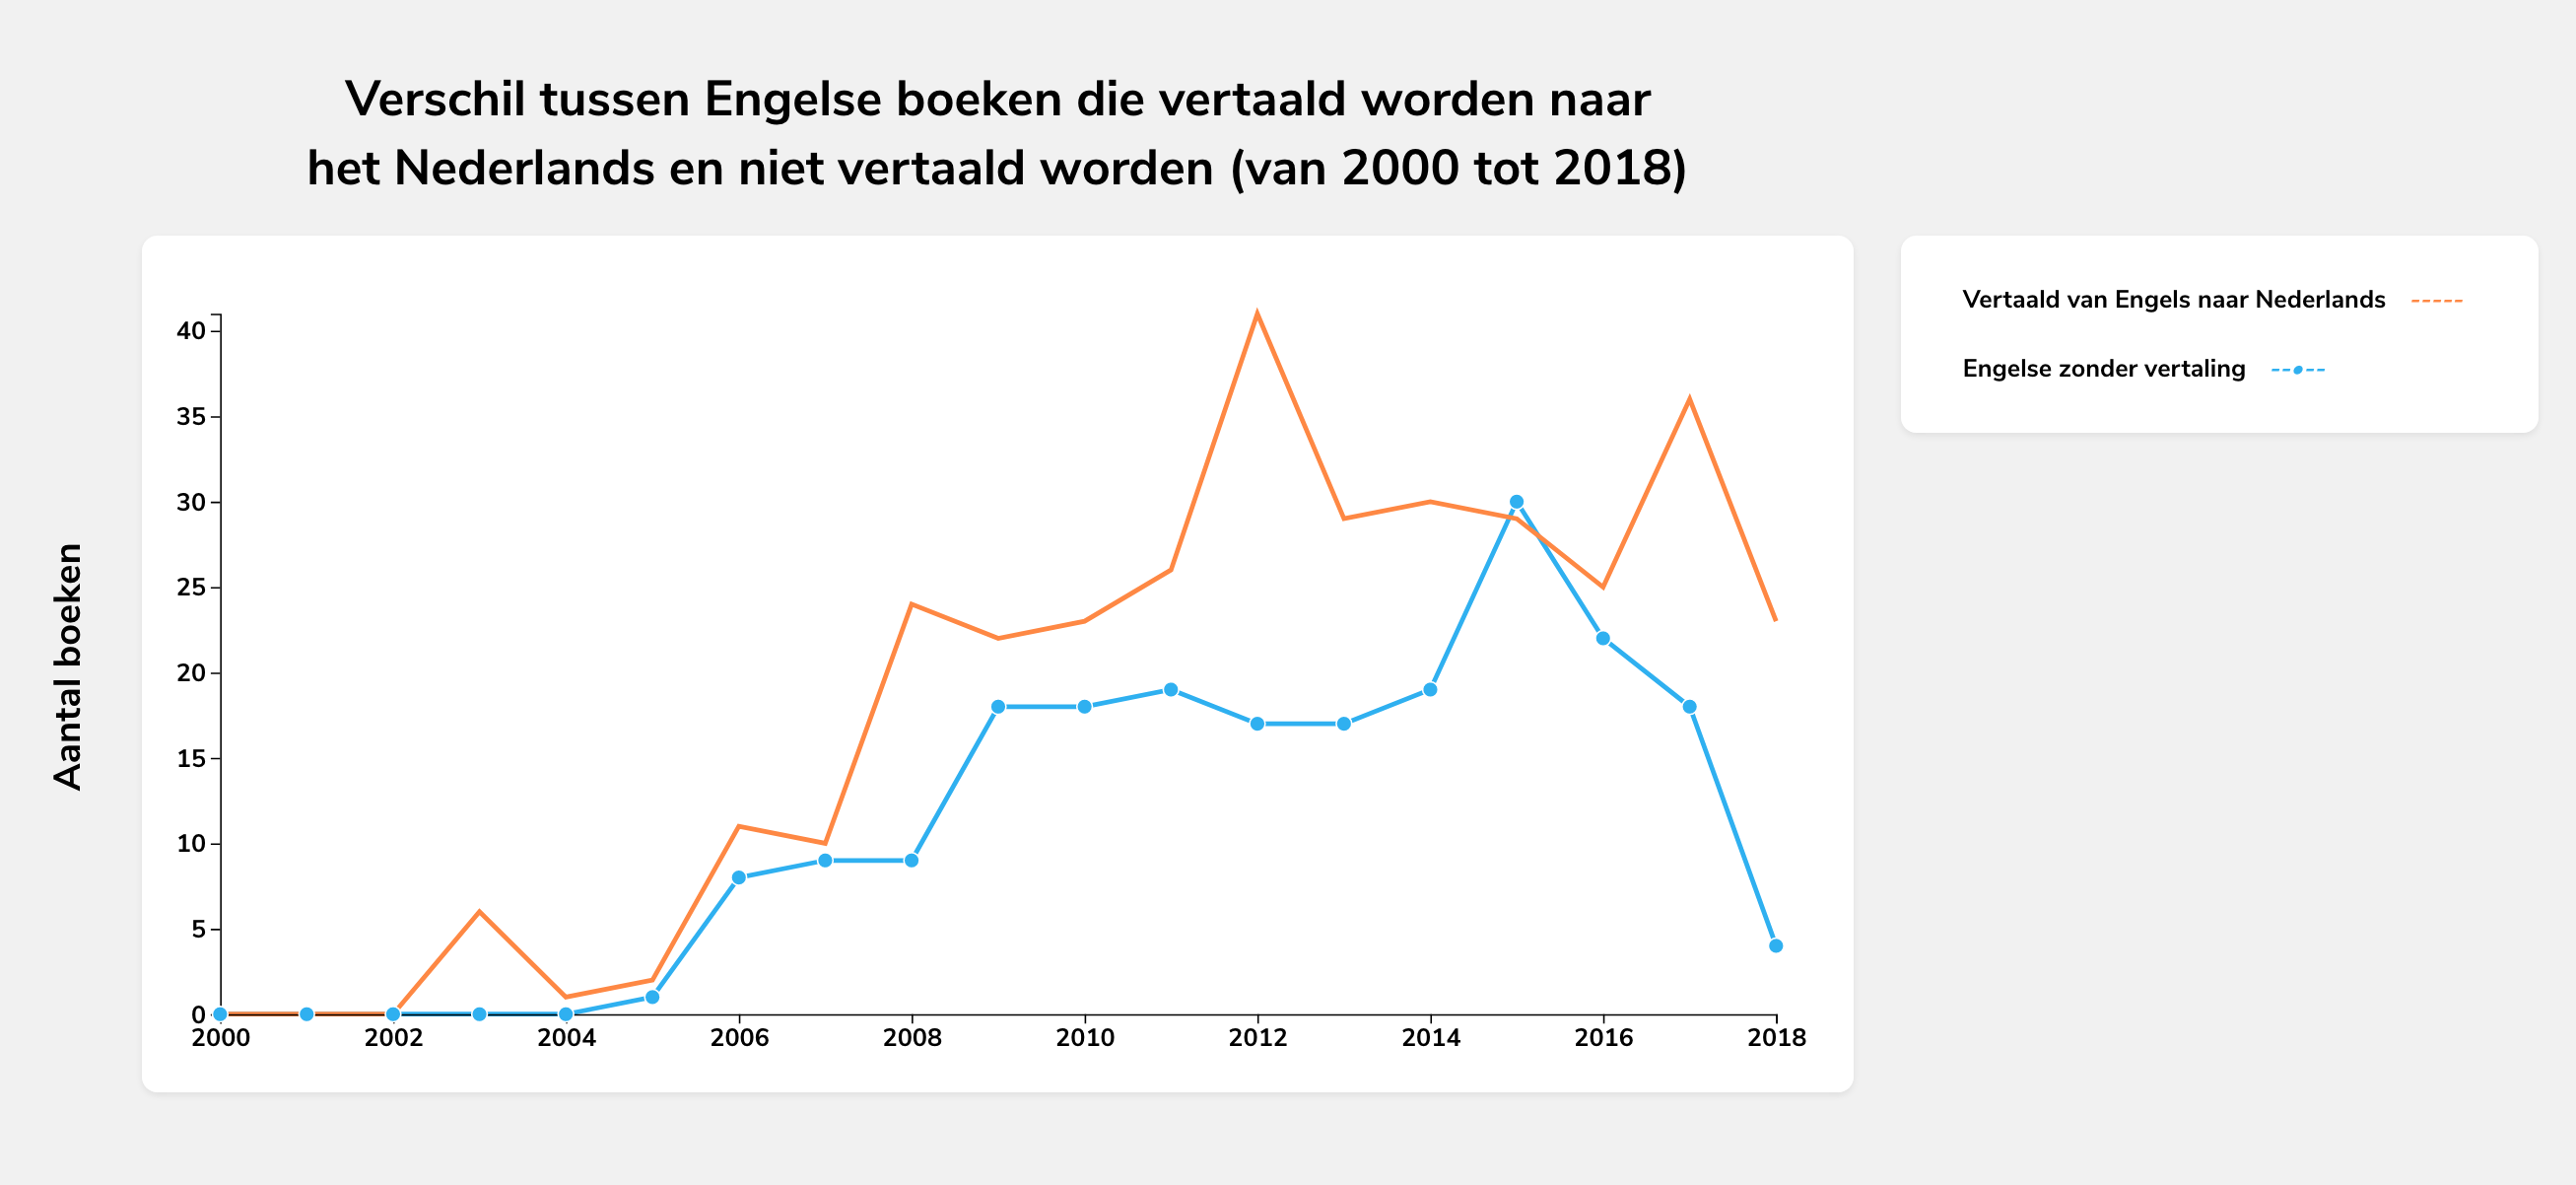 Verschil tussen Engelse boeken die vertaald worden naar
het Nederlands en niet vertaald worden (van 2000 tot 2018)
Vertaald van Engels naar Nederlands
Engelse zonder vertaling
Aantal boeken
40
35
30
25
20
15
10
5
0
2000 2002 2004 2006 2008 2010 2012 2014 2016 2018